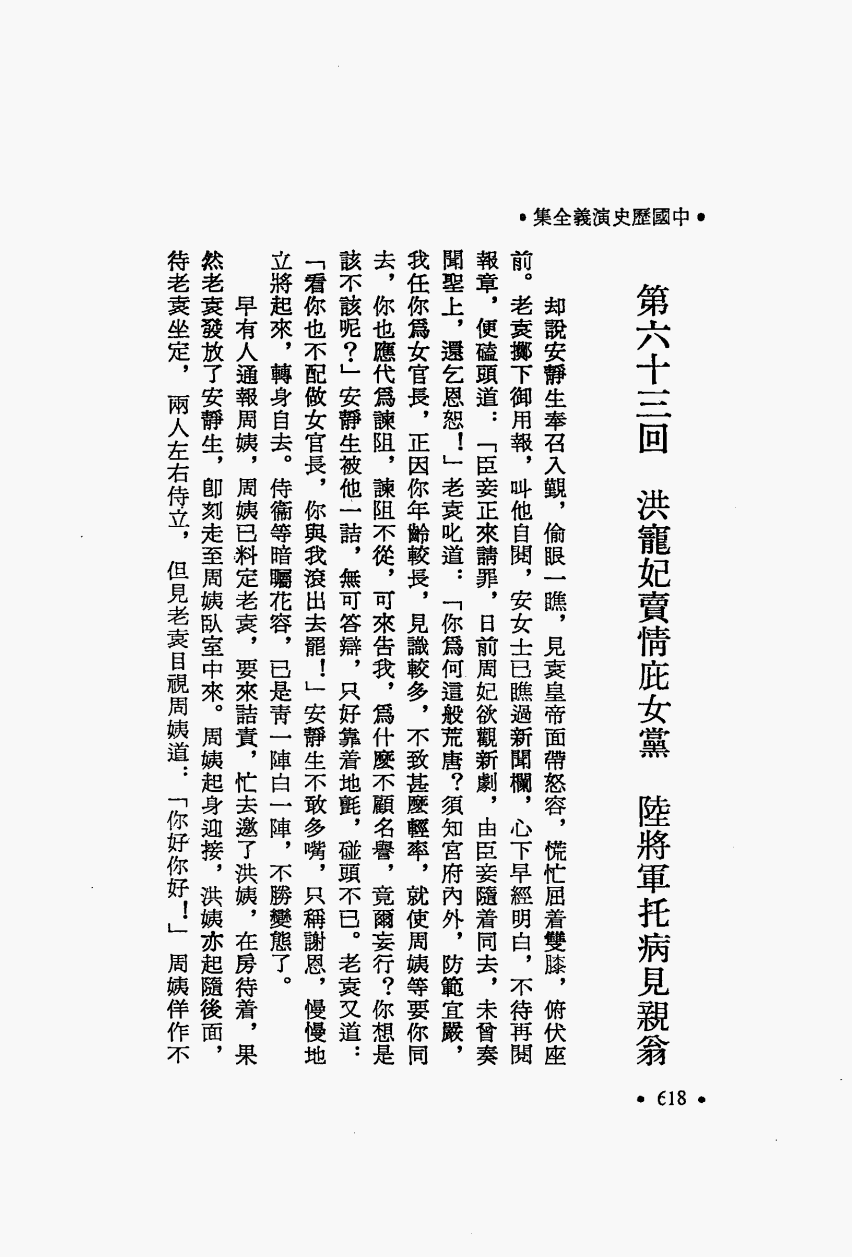 •中國歷史演義全集•
第六十三回　洪寵妃賣情庇女黨　陸將軍托病見親翁
却說安靜生奉召入覲，偷眼一瞧，見袁皇帝面帶怒容，慌忙屈着雙膝，俯伏座
前。老袁擲下御用報，叫他自閱，安女士已瞧過新聞欄，心下早經明白，不待再閱
報章，便磕頭道：「臣妾正來請罪，日前周妃欲觀新劇，由臣妾隨着同去，未曾奏
聞聖上，還乞恩恕！」老袁叱道：「你爲何這般荒唐？須知宮府內外，防範宜嚴，
我任你爲女官長，正因你年齡較長，見識較多，不致甚麼輕率，就使周姨等要你同
去，你也應代爲諫阻，諫阻不從，可來告我，爲什麼不顧名譽，竟爾妄行？你想是
該不該呢？」安靜生被他一詰，無可答辯，只好靠着地氈，碰頭不已。老袁又道：
「看你也不配做女官長，你與我滾出去罷！」安靜生不敢多嘴，只稱謝恩，慢慢地
立將起來，轉身自去。侍衞等暗矚花容，已是靑一陣白一陣，不勝變態了。
早有人通報周姨，周姨已料定老袁，要來詰責，忙去邀了洪姨，在房待着，果
然老袁發放了安靜生，卽刻走至周姨臥室中來。周姨起身迎接，洪姨亦起隨後面，
待老袁坐定，兩人左右侍立，但見老袁目視周姨道：「你好你好！」周姨佯作不
•618•